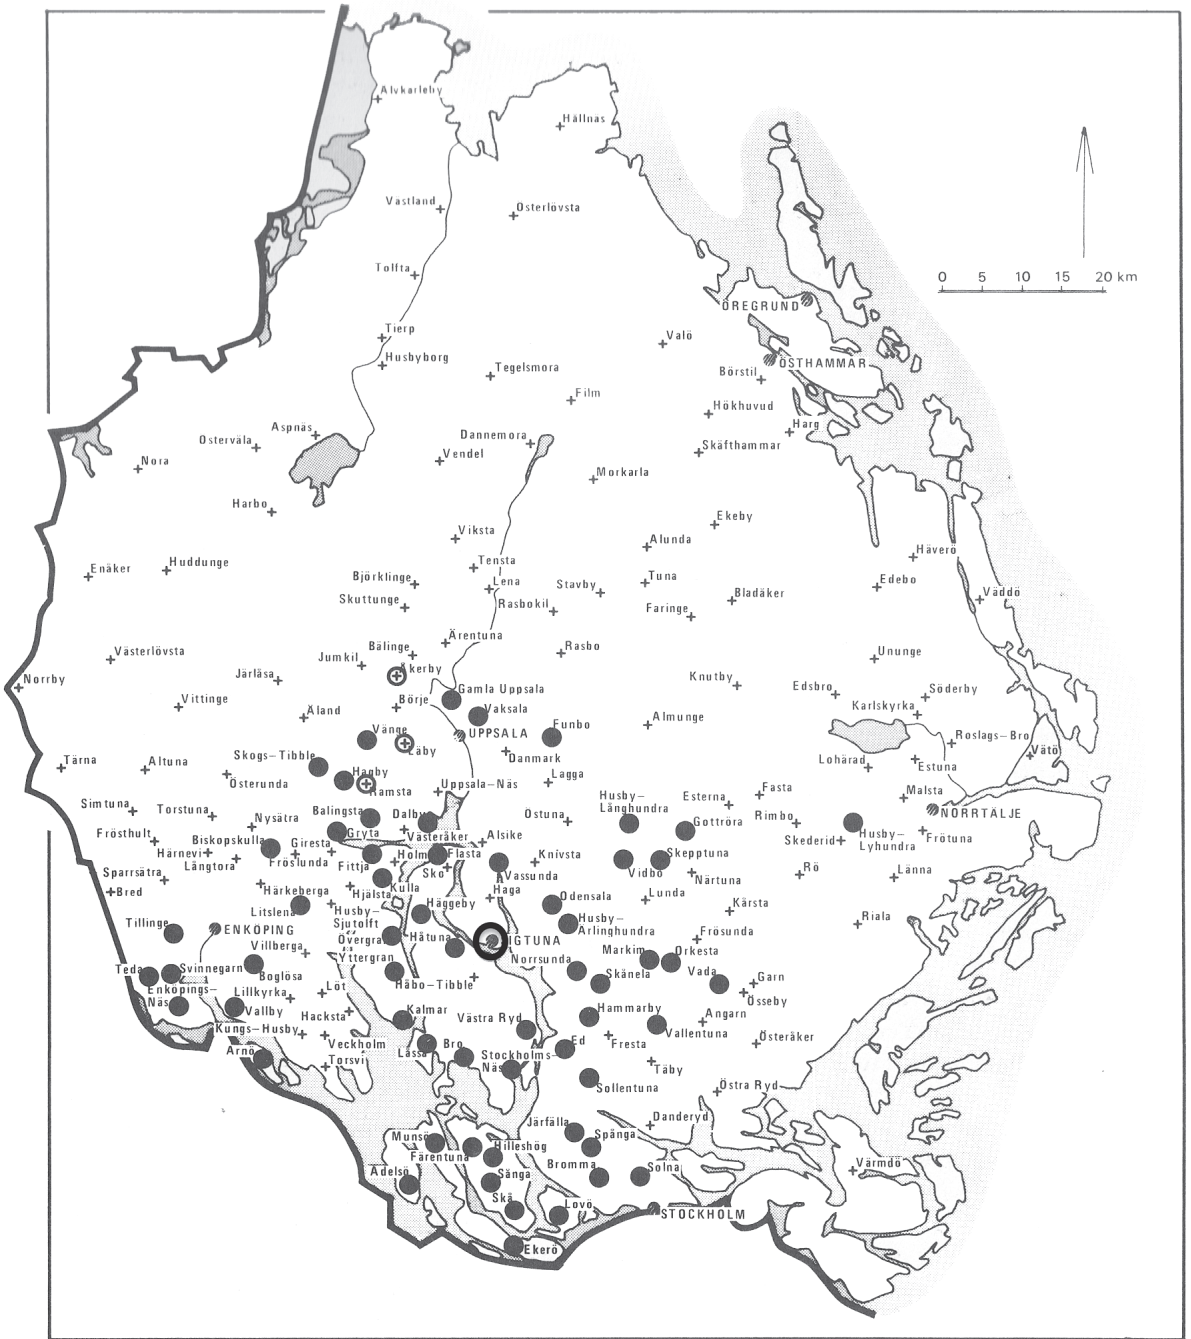 Älvkarleby
Hållnäs
Västland
Österlövsta
Tolfta
0 5 10 15 20 km
ÖREGRUND
Tierp
Valö
Husbyborg
ÖSTHAMMAR
Tegelsmora
Börstil
Film
Hökhuvud
Harg
Aspnäs
Östervåla
Dannemora
Skäfthammar
Vendel
Nora
Morkarla
Harbo
Ekeby
Viksta
Alunda
Häverö
Tensta
Huddunge
Enåker
Björklinge
Lena
Stavby
Tuna
Edebo
Bladåker
Väddö
Skuttunge
Rasbokil
Faringe
Ärentuna
Bälinge
Rasbo
Västerlövsta
Jumkil
Ununge
Åkerby
Järlåsa
Norrby
Knutby
Edsbro
Söderby
Gamla Uppsala
Vittinge
Börje
Karlskyrka
Åland
Vaksala
Almunge
Funbo
Vänge
UPPSALA
Roslags-Bro
Läby
Vätö
Skogs-Tibble
Danmark
Lohärad
Tärna
Altuna
Estuna
Hagby
Lagga
Österunda
Ramsta
Uppsala-Näs
Fasta
Malsta
Husby-
Långhundra
Esterna
Simtuna
Torstuna
Balingsta
Dalby
Östuna
Rimbo
NORRTÄLJE
Nysätra
Gottröra
Frösthult
Gryta
Västeråker
Alsike
Skederid
Husby-
Lyhundra
Frötuna
Biskopskulla
Giresta
Härnevi
Holm
Flasta
Knivsta
Skepptuna
Långtora
Fröslunda
Fittja
Sko
Vassunda
Vidbo
Närtuna
Rö
Länna
Sparrsätra
Bred
Härkeberga
Hjälsta
Kulla
Haga
Odensala
Lunda
Litslena
Husby-
Sjutolft
Häggeby
Kårsta
Tillinge
Husby-
Ärlinghundra
Riala
ENKÖPING
Övergran
Håtuna
IGTUNA
Frösunda
Villberga
Markim
Orkesta
Yttergran
Norrsunda
Teda
Svinnegarn
Boglösa
Skånela
Vada
Garn
Håbo-Tibble
Enköpings-
Näs
Lillkyrka
Löt
Össeby
Vallby
Hacksta
Kalmar
Västra Ryd
Hammarby
Angarn
Kungs-Husby
Vallentuna
Veckholm
Fresta
Österåker
Arnö
Låssa
Bro
Stockholms-
Näs
Ed
Torsvi
Täby
Sollentuna
Östra Ryd
Danderyd
Järfälla
Munsö
Hilleshög
Spånga
Färentuna
Bromma
Solna
Värmdö
Adelsö
Sånga
Skå
Lovö
STOCKHOLM
Ekerö